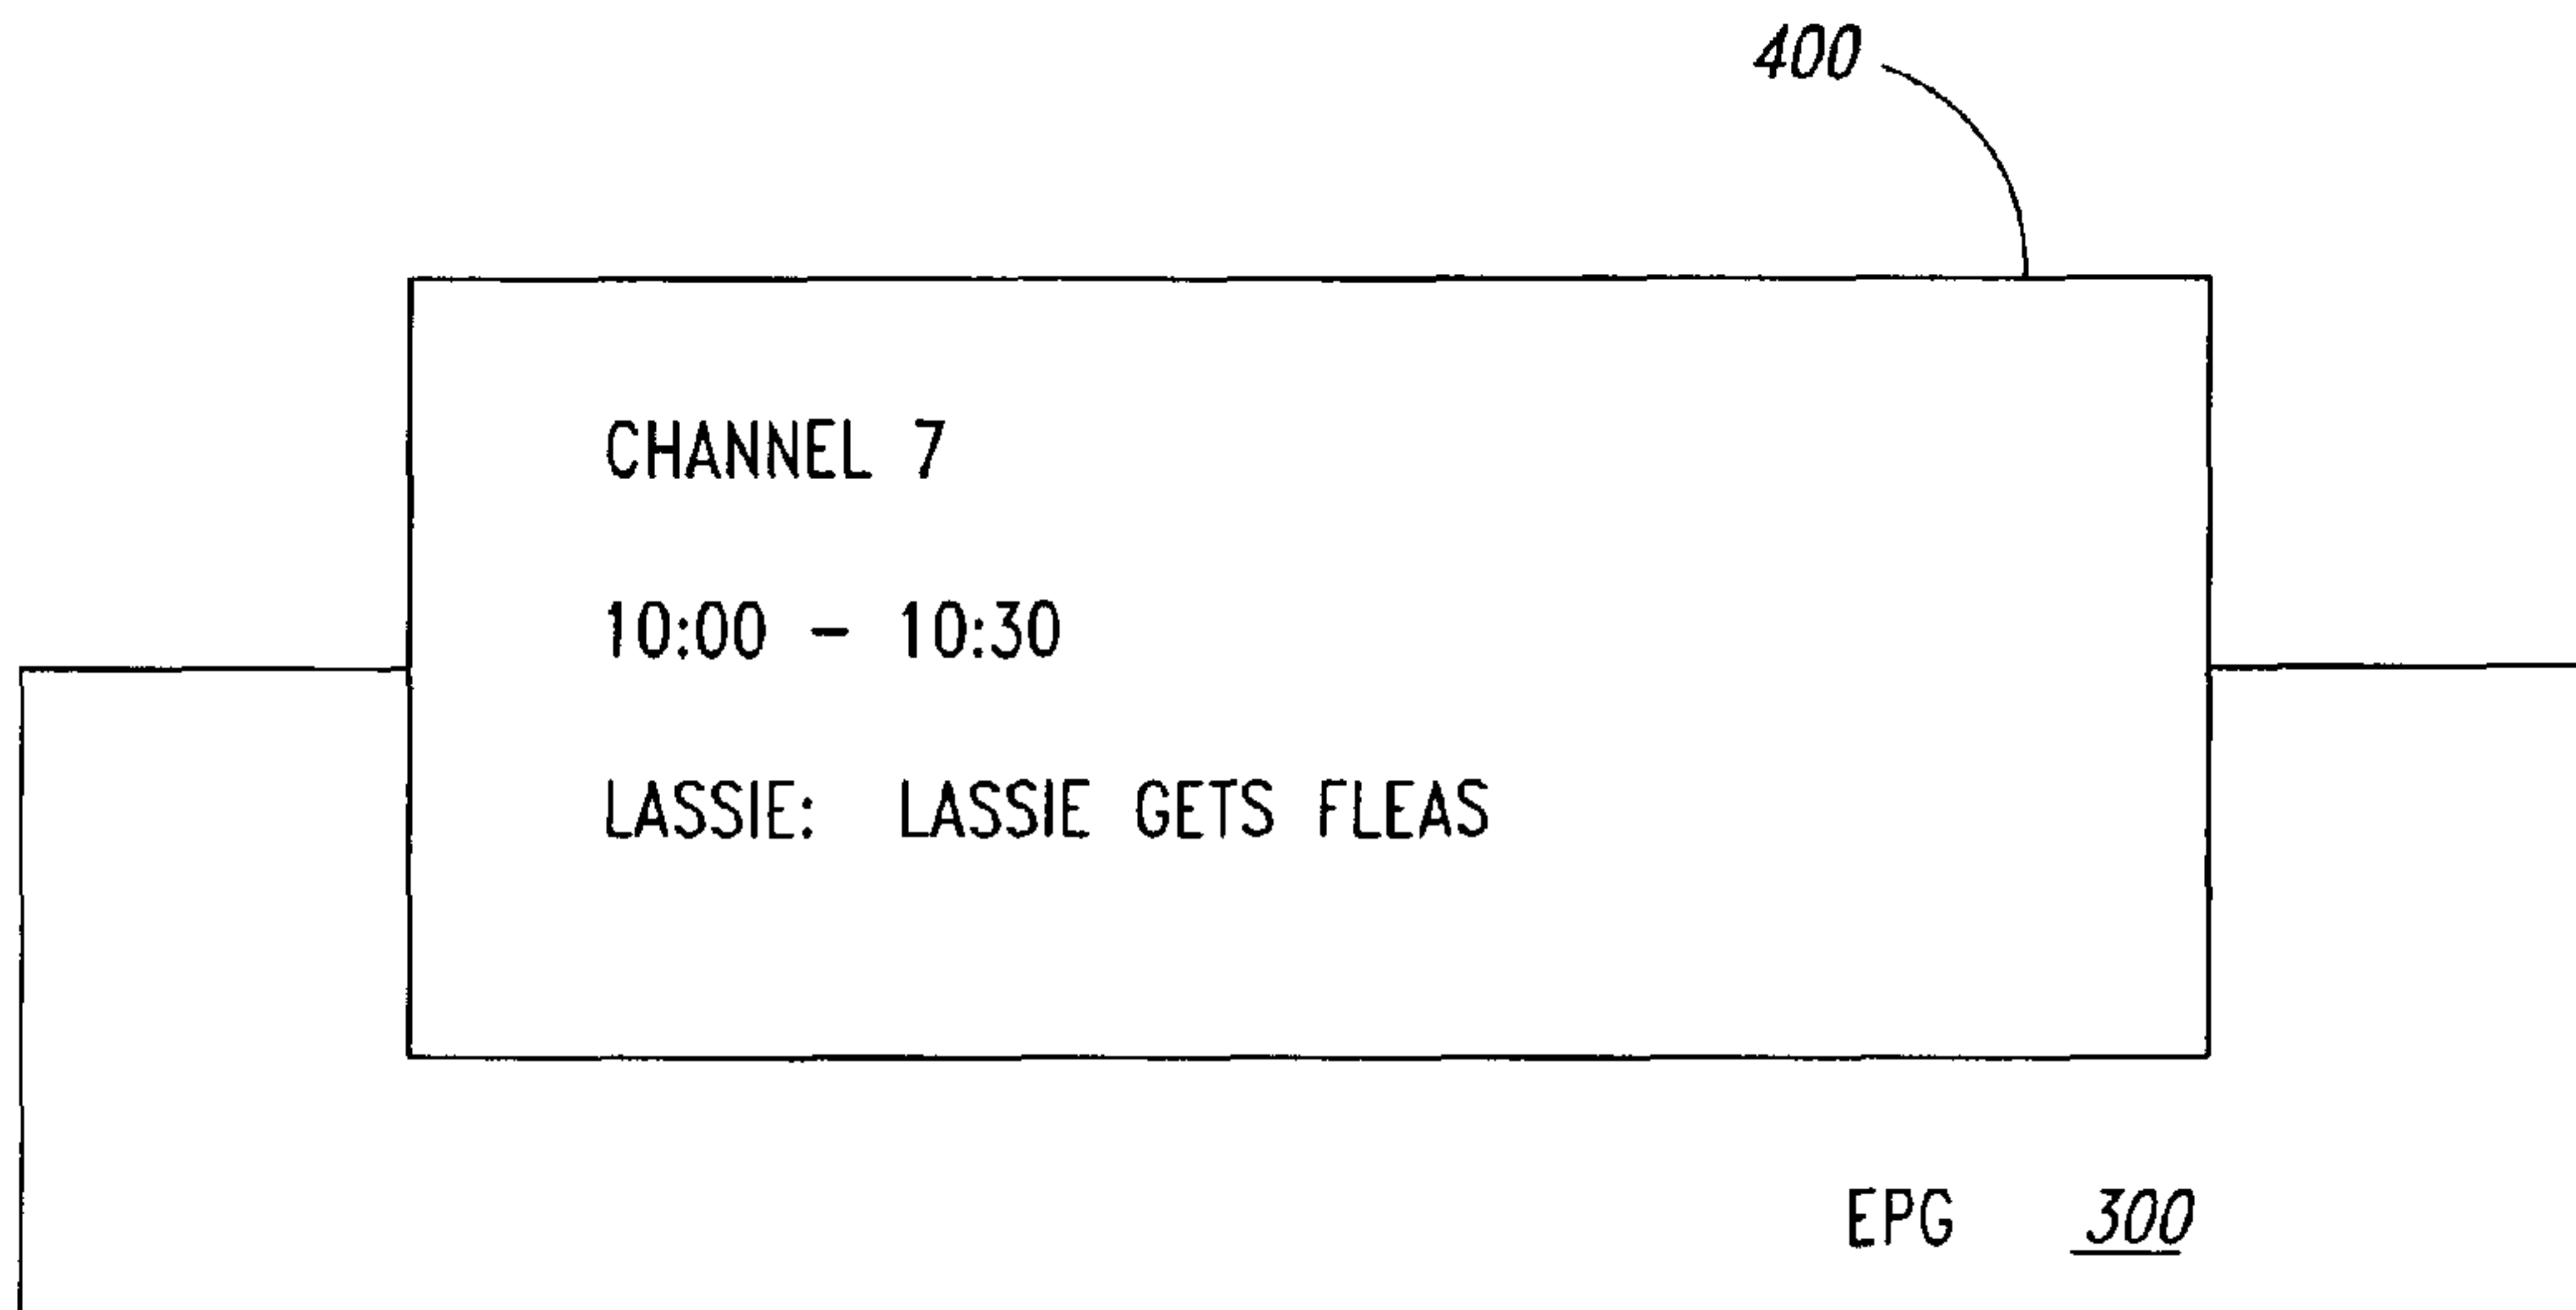 400
CHANNEL 7
10:00 – 10:30
LASSIE: LASSIE GETS FLEAS
EPG 300